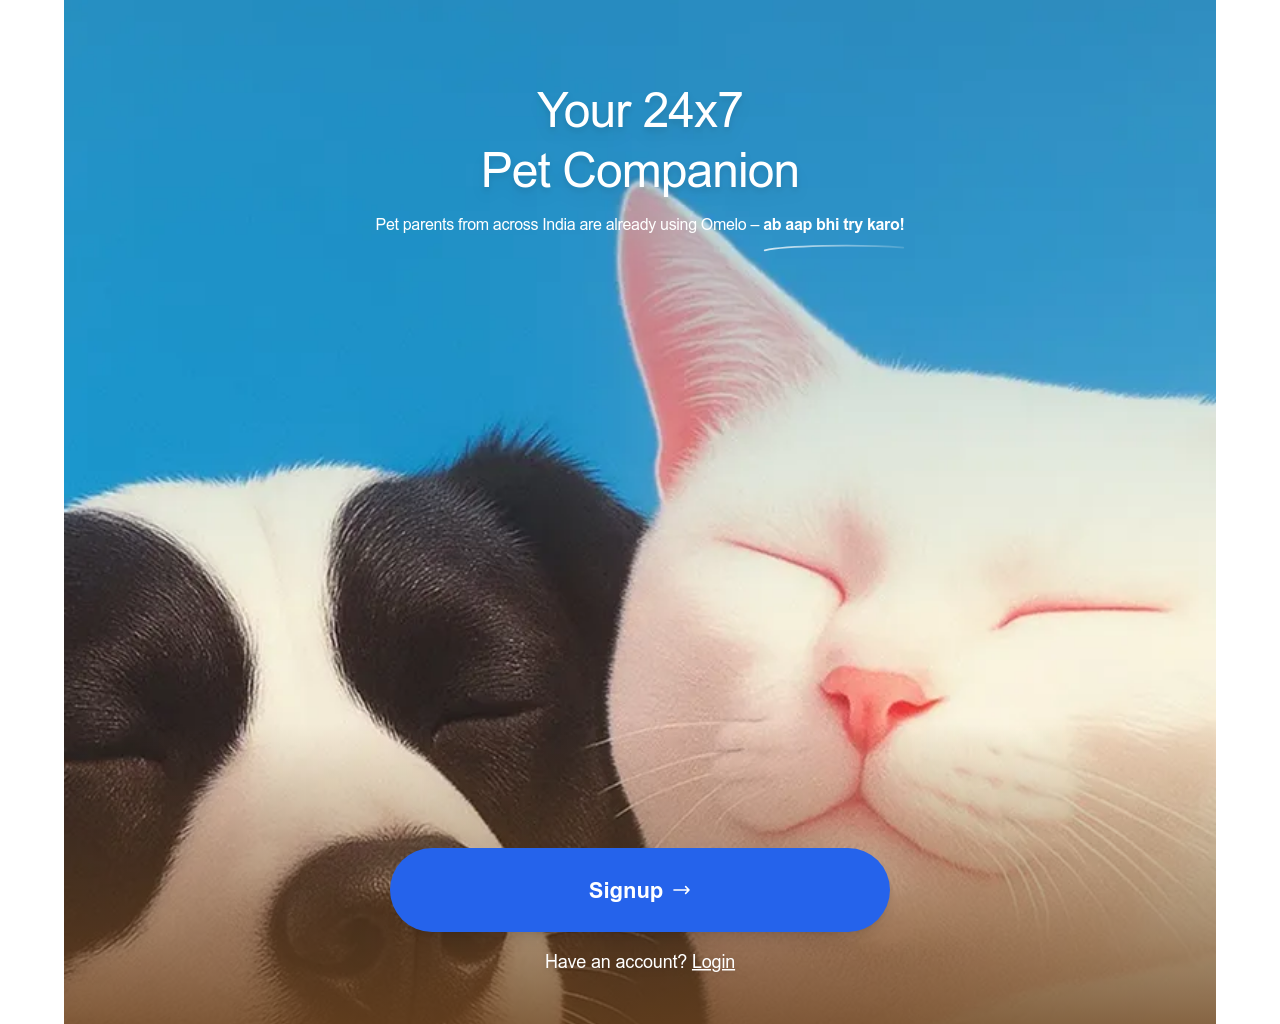 Your 24x7
Pet Companion
Pet parents from across India are already using Omelo – ab aap bhi try karo!
Signup →
Have an account? Login